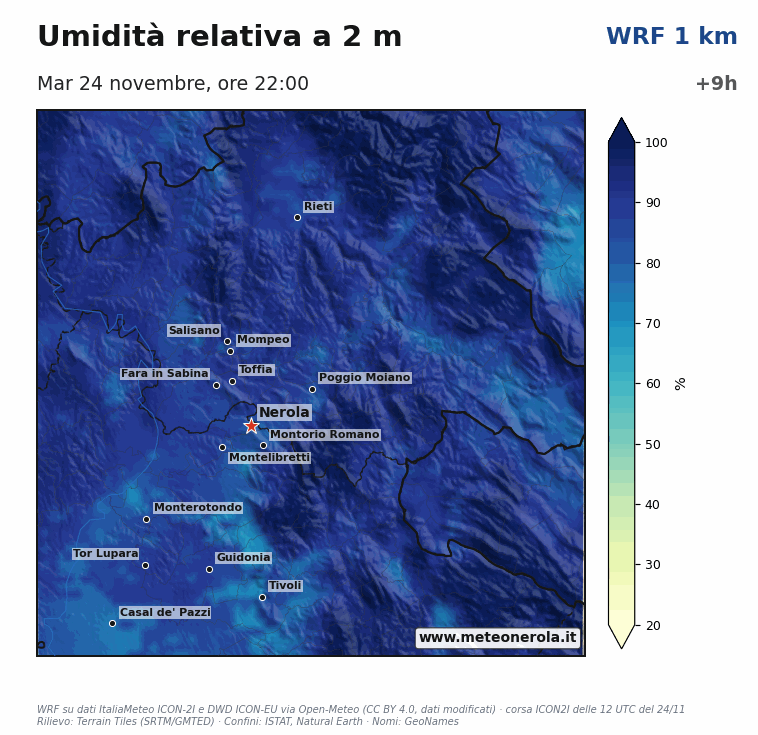 Umidità relativa a 2 m
WRF 1 km
Mar 24 novembre, ore 22:00
+9h
Rieti
Salisano
Mompeo
Fara in Sabina
Toffia
Poggio Moiano
Nerola
Montorio Romano
Montelibretti
Monterotondo
Tor Lupara
Guidonia
Tivoli
Casal de' Pazzi
www.meteonerola.it
100
90
80
70
60
50
40
30
20
%
WRF su dati ItaliaMeteo ICON-2I e DWD ICON-EU via Open-Meteo (CC BY 4.0, dati modificati) · corsa ICON2I delle 12 UTC del 24/11
Rilievo: Terrain Tiles (SRTM/GMTED) · Confini: ISTAT, Natural Earth · Nomi: GeoNames